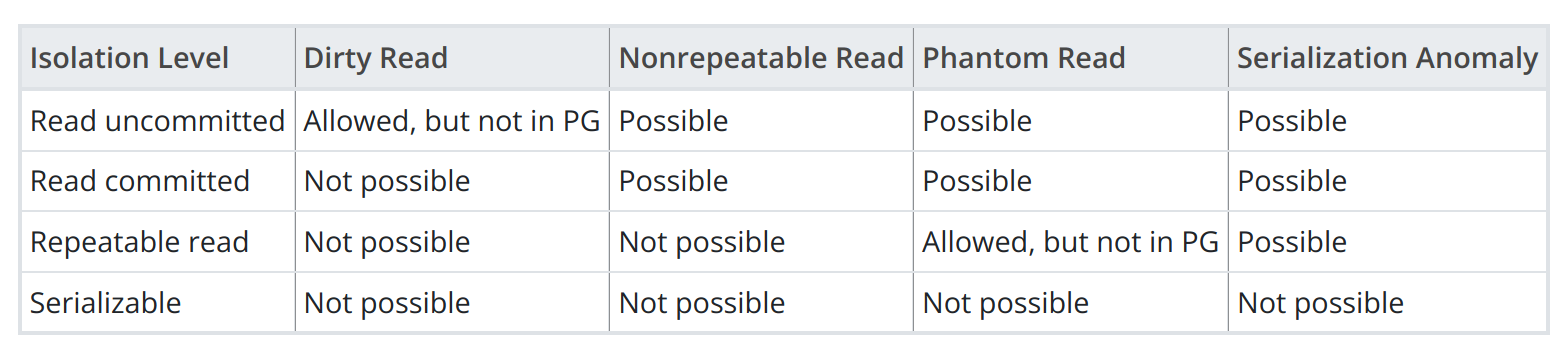 Isolation Level Dirty Read Nonrepeatable Read Phantom Read Serialization Anomaly
Read uncommitted Allowed, but not in PG Possible Possible Possible
Read committed Not possible Possible Possible Possible
Repeatable read Not possible Not possible Allowed, but not in PG Possible
Serializable Not possible Not possible Not possible Not possible